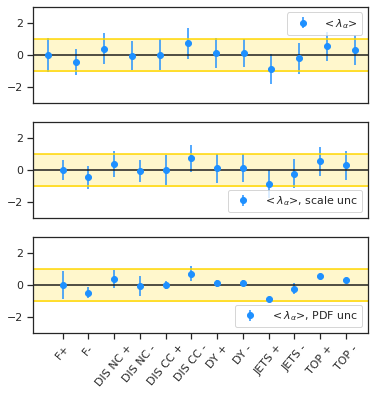 < λα>
2
0
−2
2
0
−2
< λα>, scale unc
2
0
−2
< λα>, PDF unc
F+
F-
DIS NC +
DIS NC -
DIS CC +
DIS CC -
DY +
DY -
JETS +
JETS -
TOP +
TOP -